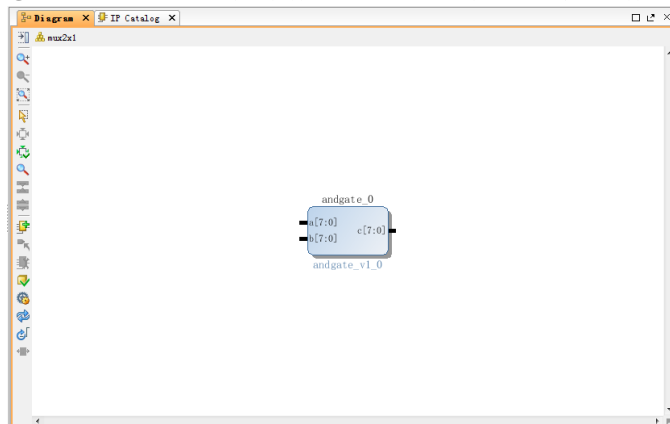 Diagram X IP Catalog X
mux2x1
andgate_0
a[7:0]
c[7:0]
b[7:0]
andgate_v1_0